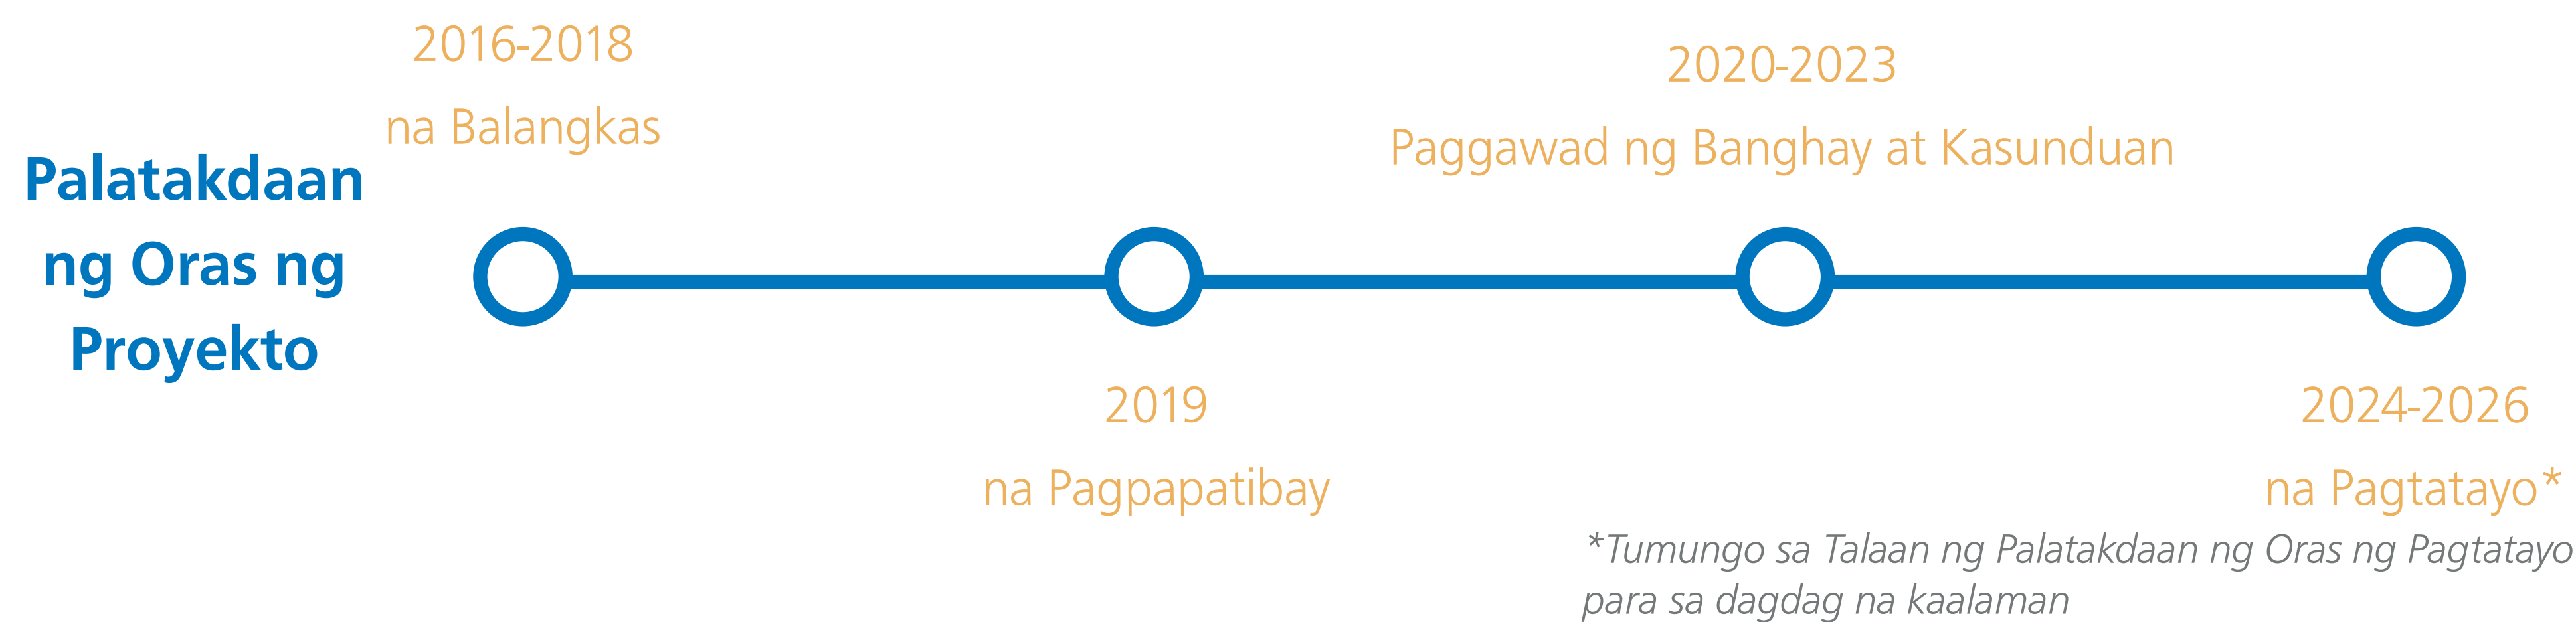 Palatakdaan
ng Oras ng
Proyekto
2016-2018
na Balangkas
2019
na Pagpapatibay
2020-2023
Paggawad ng Banghay at Kasunduan
2024-2026
na Pagtatayo*
*Tumungo sa Talaan ng Palatakdaan ng Oras ng Pagtatayo
para sa dagdag na kaalaman